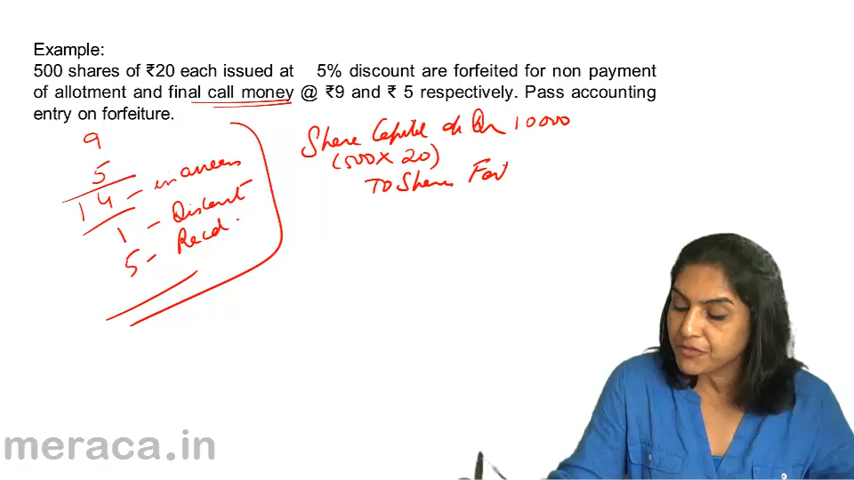 Example:
500 shares of ₹20 each issued at 5% discount are forfeited for non payment
of allotment and final call money @ ₹9 and ₹ 5 respectively. Pass accounting
entry on forfeiture.
9
5
14 - in arrears
1 - Discount
5 - Recd.
Share Capital a/c Dr 10000
(500 x 20)
To Share Forf
meraca.in